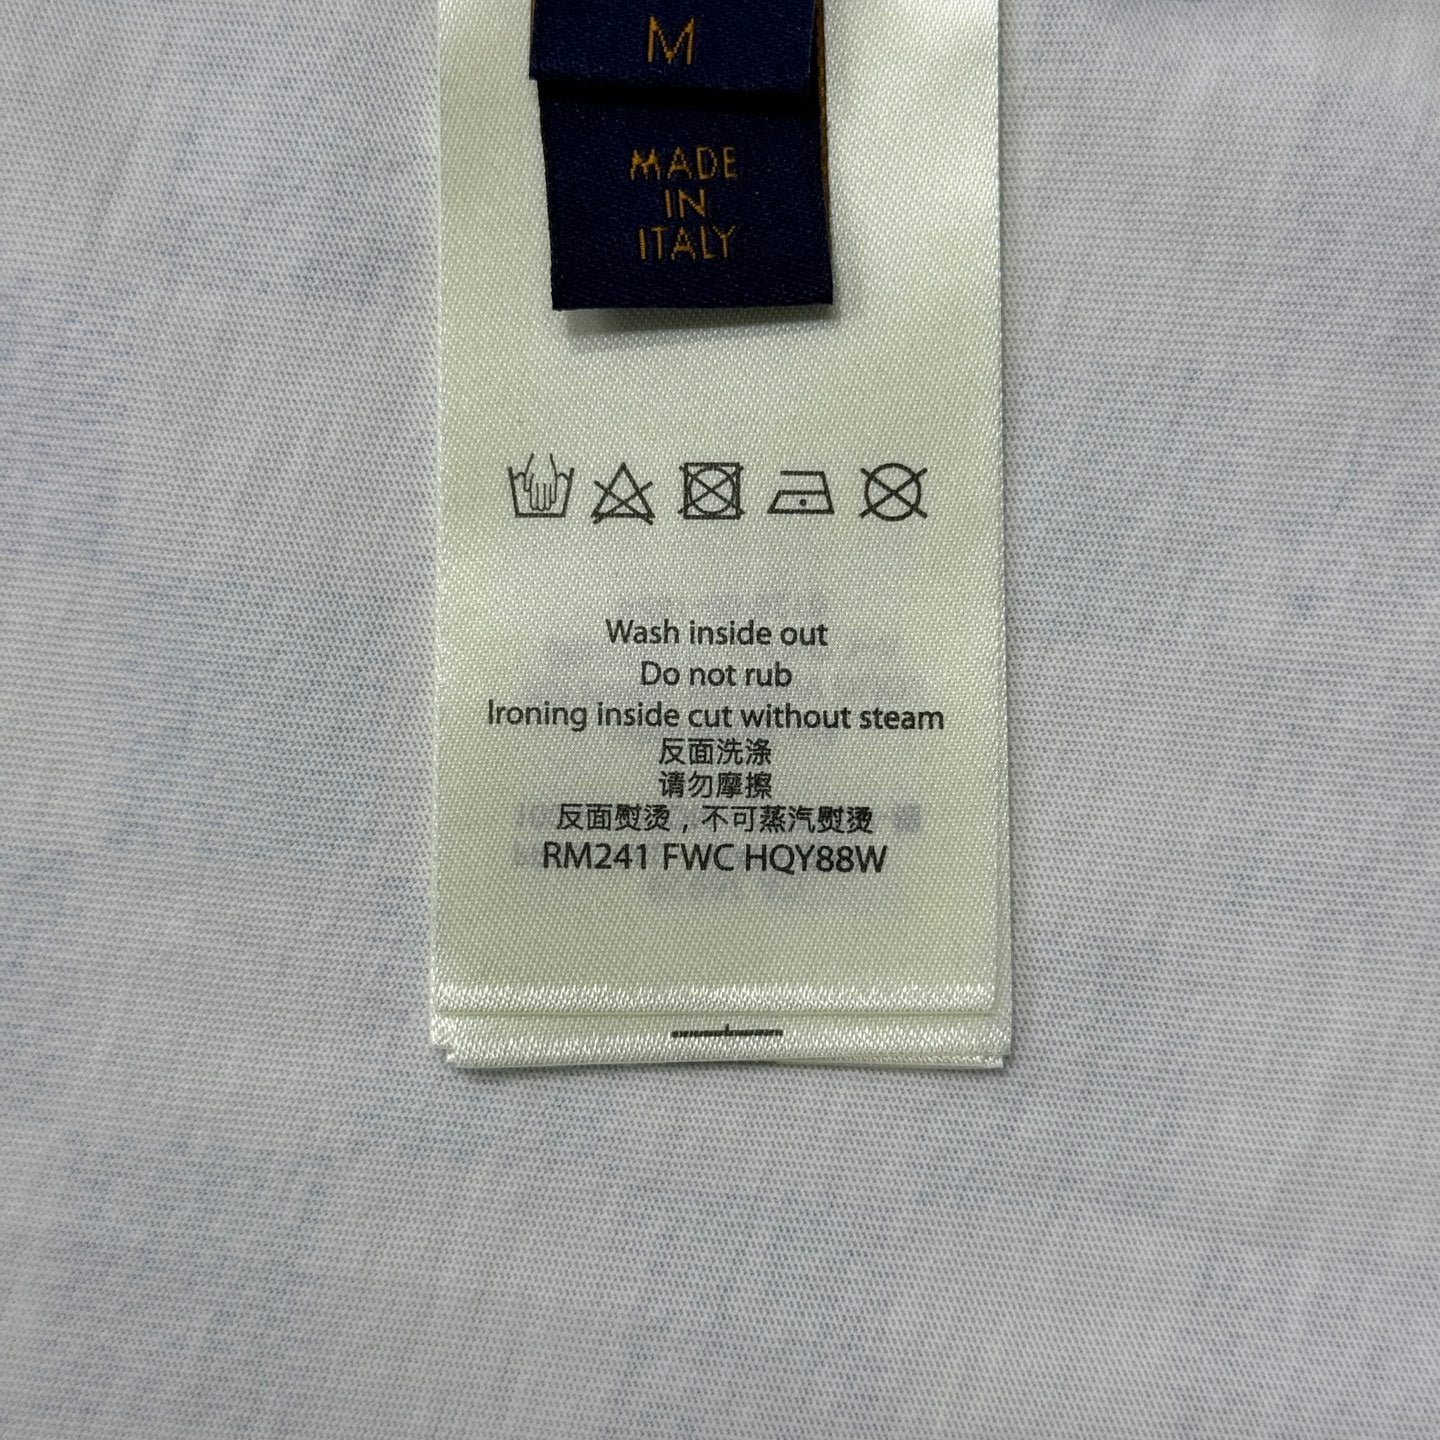 M
MADE
IN
ITALY
Wash inside out
Do not rub
Ironing inside cut without steam
反面洗涤
请勿摩擦
反面熨烫，不可蒸汽熨烫
RM241 FWC HQY88W